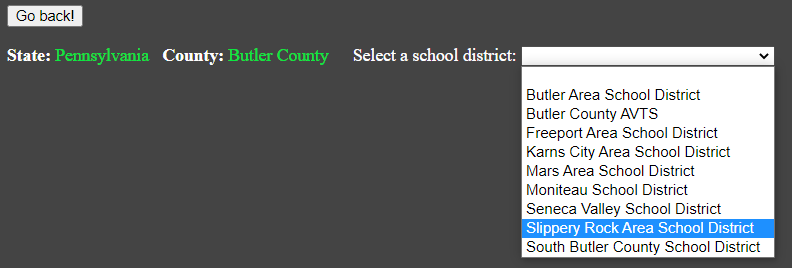 Go back!
State: Pennsylvania County: Butler County Select a school district:
Butler Area School District
Butler County AVTS
Freeport Area School District
Karns City Area School District
Mars Area School District
Moniteau School District
Seneca Valley School District
Slippery Rock Area School District
South Butler County School District